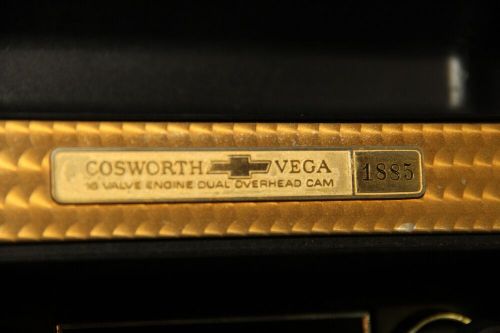 COSWORTH VEGA
16 VALVE ENGINE DUAL OVERHEAD CAM
1885